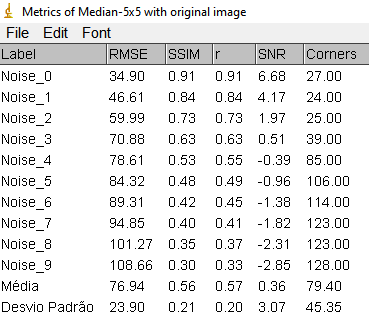 Metrics of Median-5x5 with original image
File Edit Font
Label RMSE SSIM r SNR Corners
Noise_0 34.90 0.91 0.91 6.68 27.00
Noise_1 46.61 0.84 0.84 4.17 24.00
Noise_2 59.99 0.73 0.73 1.97 25.00
Noise_3 70.88 0.63 0.63 0.51 39.00
Noise_4 78.61 0.53 0.55 -0.39 85.00
Noise_5 84.32 0.48 0.49 -0.96 106.00
Noise_6 89.31 0.42 0.45 -1.38 114.00
Noise_7 94.85 0.40 0.41 -1.82 123.00
Noise_8 101.27 0.35 0.37 -2.31 123.00
Noise_9 108.66 0.30 0.33 -2.85 128.00
Média 76.94 0.56 0.57 0.36 79.40
Desvio Padrão 23.90 0.21 0.20 3.07 45.35